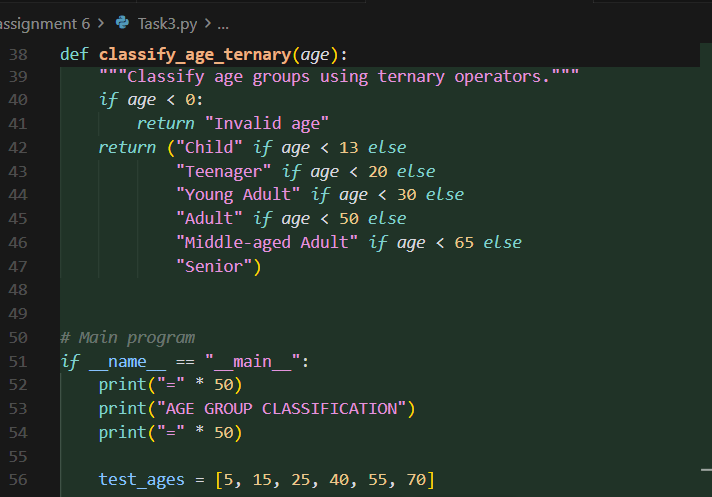 assignment 6 > Task3.py > ...
38 def classify_age_ternary(age):
39 """Classify age groups using ternary operators."""
40 if age < 0:
41 return "Invalid age"
42 return ("Child" if age < 13 else
43 "Teenager" if age < 20 else
44 "Young Adult" if age < 30 else
45 "Adult" if age < 50 else
46 "Middle-aged Adult" if age < 65 else
47 "Senior")
48
49
50 # Main program
51 if __name__ == "__main__":
52 print("=" * 50)
53 print("AGE GROUP CLASSIFICATION")
54 print("=" * 50)
55
56 test_ages = [5, 15, 25, 40, 55, 70]